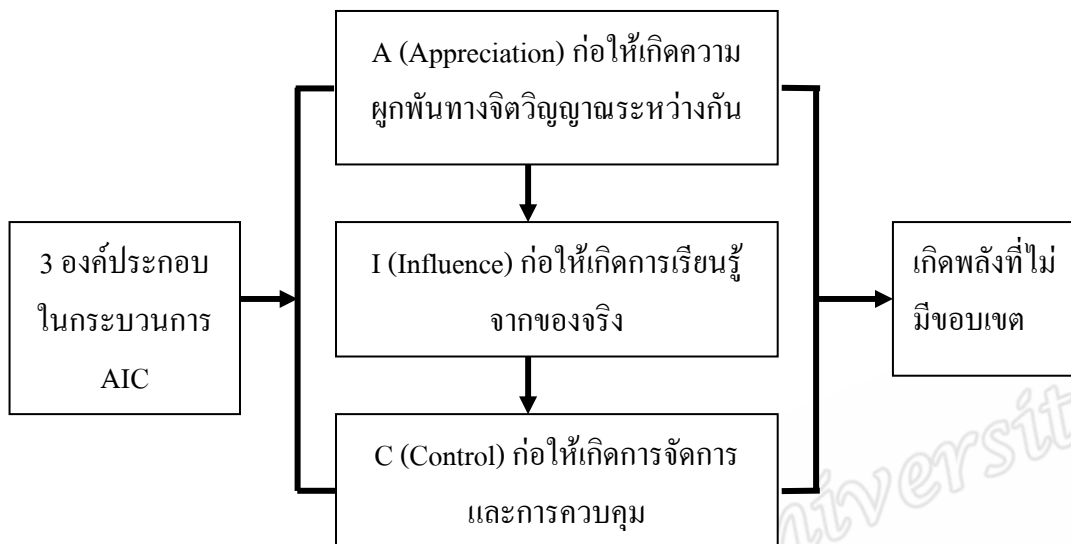 A (Appreciation) ก่อให้เกิดความ
ผูกพันทางจิตวิญญาณระหว่างกัน
3 องค์ประกอบ
ในกระบวนการ
AIC
I (Influence) ก่อให้เกิดการเรียนรู้
จากของจริง
เกิดพลังที่ไม่
มีขอบเขต
C (Control) ก่อให้เกิดการจัดการ
และการควบคุม